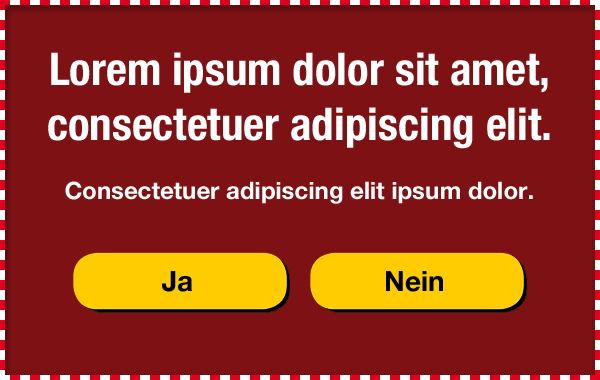 Lorem ipsum dolor sit amet,
consectetuer adipiscing elit.
Consectetuer adipiscing elit ipsum dolor.
Ja
Nein